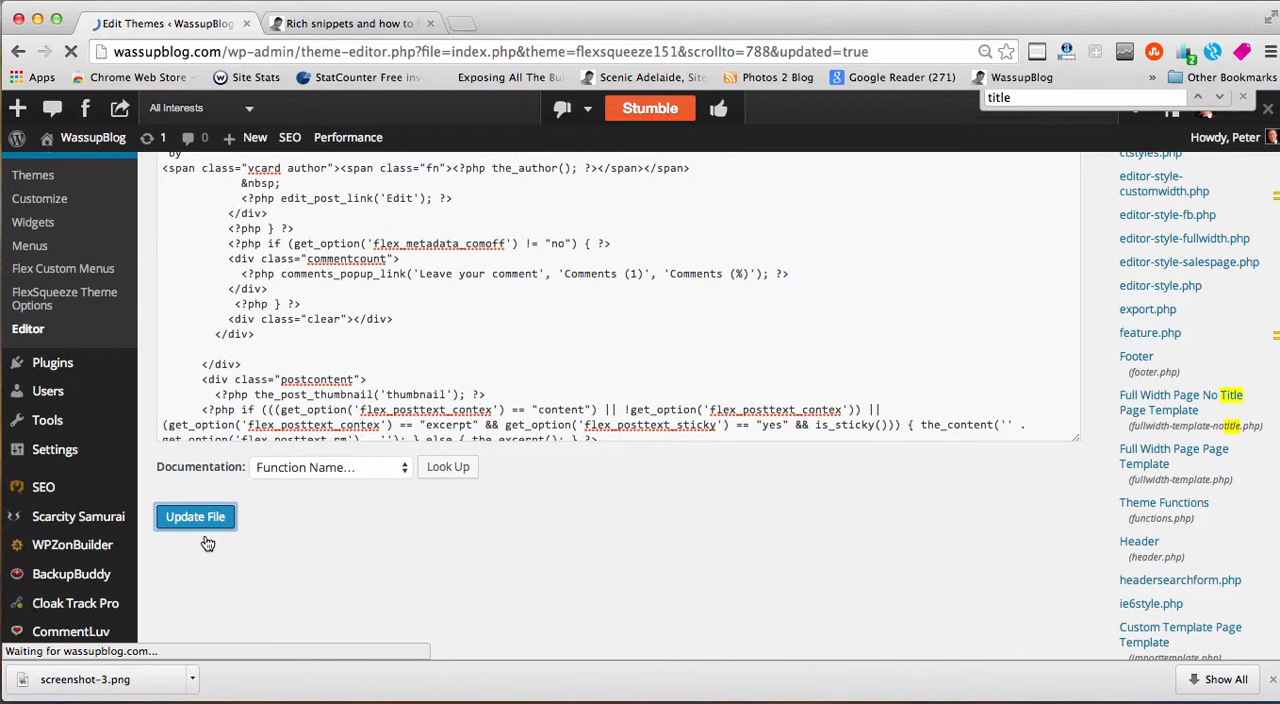 Edit Themes ‹ WassupBlog
Rich snippets and how to
wassupblog.com/wp-admin/theme-editor.php?file=index.php&theme=flexsqueeze151&scrollto=788&updated=true
Apps Chrome Web Store Site Stats StatCounter Free inv Exposing All The Bu Scenic Adelaide, Sit Photos 2 Blog Google Reader (271) WassupBlog » Other Bookmarks
title
All Interests Stumble
WassupBlog 1 0 New SEO Performance Howdy, Peter
Themes
Customize
Widgets
Menus
Flex Custom Menus
FlexSqueeze Theme
Options
Editor
Plugins
Users
Tools
Settings
SEO
Scarcity Samurai
WPZonBuilder
BackupBuddy
Cloak Track Pro
CommentLuv
by
<span class="vcard author"><span class="fn"><?php the_author(); ?></span></span>
&nbsp;
<?php edit_post_link('Edit'); ?>
</div>
<?php } ?>
<?php if (get_option('flex_metadata_comoff') != "no") { ?>
<div class="commentcount">
<?php comments_popup_link('Leave your comment', 'Comments (1)', 'Comments (%)'); ?>
</div>
<?php } ?>
<div class="clear"></div>
</div>
</div>
<div class="postcontent">
<?php the_post_thumbnail('thumbnail'); ?>
<?php if (((get_option('flex_posttext_contex') == "content") || !get_option('flex_posttext_contex')) ||
(get_option('flex_posttext_contex') == "excerpt" && get_option('flex_posttext_sticky') == "yes" && is_sticky())) { the_content('' .
get_option('flex_posttext_rm') . ''); } else { the_excerpt(); } ?>
Documentation: Function Name... Look Up
Update File
ctstyles.php
editor-style-
customwidth.php
editor-style-fb.php
editor-style-fullwidth.php
editor-style-salespage.php
editor-style.php
export.php
feature.php
Footer
(footer.php)
Full Width Page No Title
Page Template
(fullwidth-template-notitle.php)
Full Width Page Page
Template
(fullwidth-template.php)
Theme Functions
(functions.php)
Header
(header.php)
headersearchform.php
ie6style.php
Custom Template Page
Template
(importtemplate.php)
Waiting for wassupblog.com...
screenshot-3.png
Show All